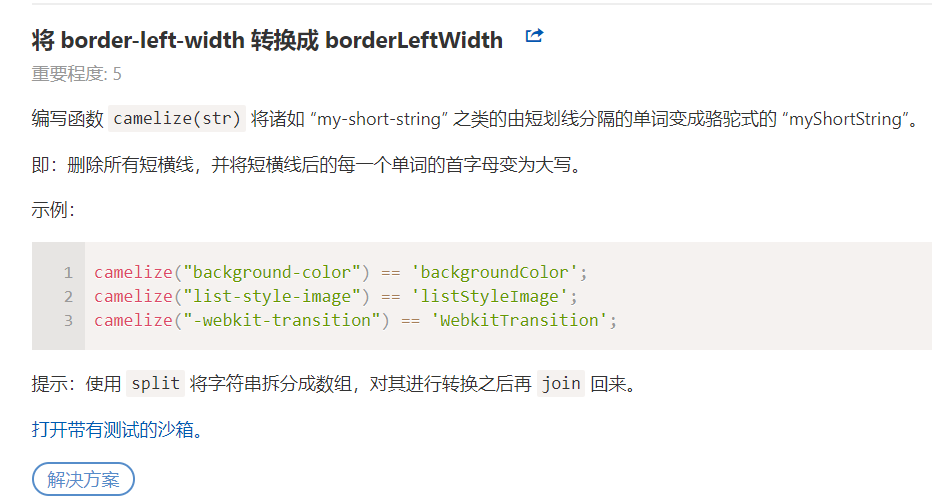 将 border-left-width 转换成 borderLeftWidth
重要程度: 5
编写函数 camelize(str) 将诸如 “my-short-string” 之类的由短划线分隔的单词变成骆驼式的 “myShortString”。
即：删除所有短横线，并将短横线后的每一个单词的首字母变为大写。
示例：
1 camelize("background-color") == 'backgroundColor';
2 camelize("list-style-image") == 'listStyleImage';
3 camelize("-webkit-transition") == 'WebkitTransition';
提示：使用 split 将字符串拆分成数组，对其进行转换之后再 join 回来。
打开带有测试的沙箱。
解决方案